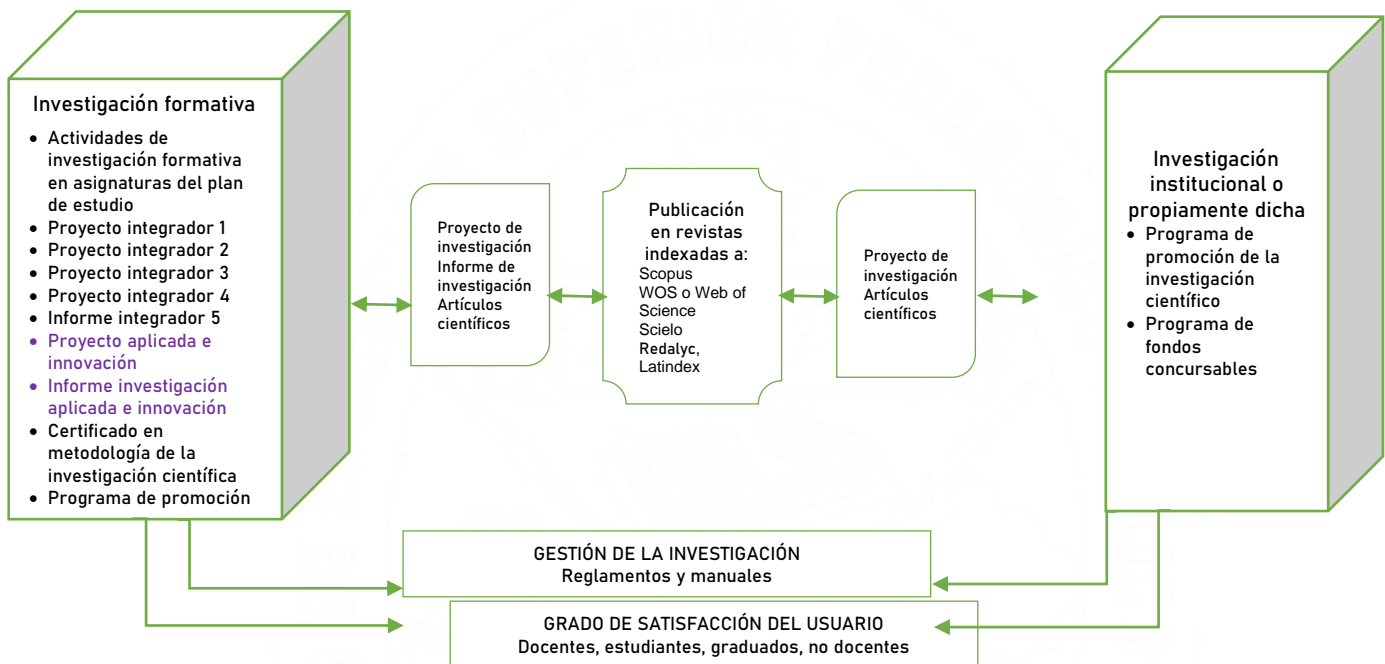 Investigación formativa
• Actividades de
investigación formativa
en asignaturas del plan
de estudio
• Proyecto integrador 1
• Proyecto integrador 2
• Proyecto integrador 3
• Proyecto integrador 4
• Informe integrador 5
• Proyecto aplicada e
innovación
• Informe investigación
aplicada e innovación
• Certificado en
metodología de la
investigación científica
• Programa de promoción
Proyecto de
investigación
Informe de
investigación
Artículos
científicos
Publicación
en revistas
indexadas a:
Scopus
WOS o Web of
Science
Scielo
Redalyc,
Latindex
Proyecto de
investigación
Artículos
científicos
Investigación
institucional o
propiamente dicha
• Programa de
promoción de la
investigación
científico
• Programa de
fondos
concursables
GESTIÓN DE LA INVESTIGACIÓN
Reglamentos y manuales
GRADO DE SATISFACCIÓN DEL USUARIO
Docentes, estudiantes, graduados, no docentes